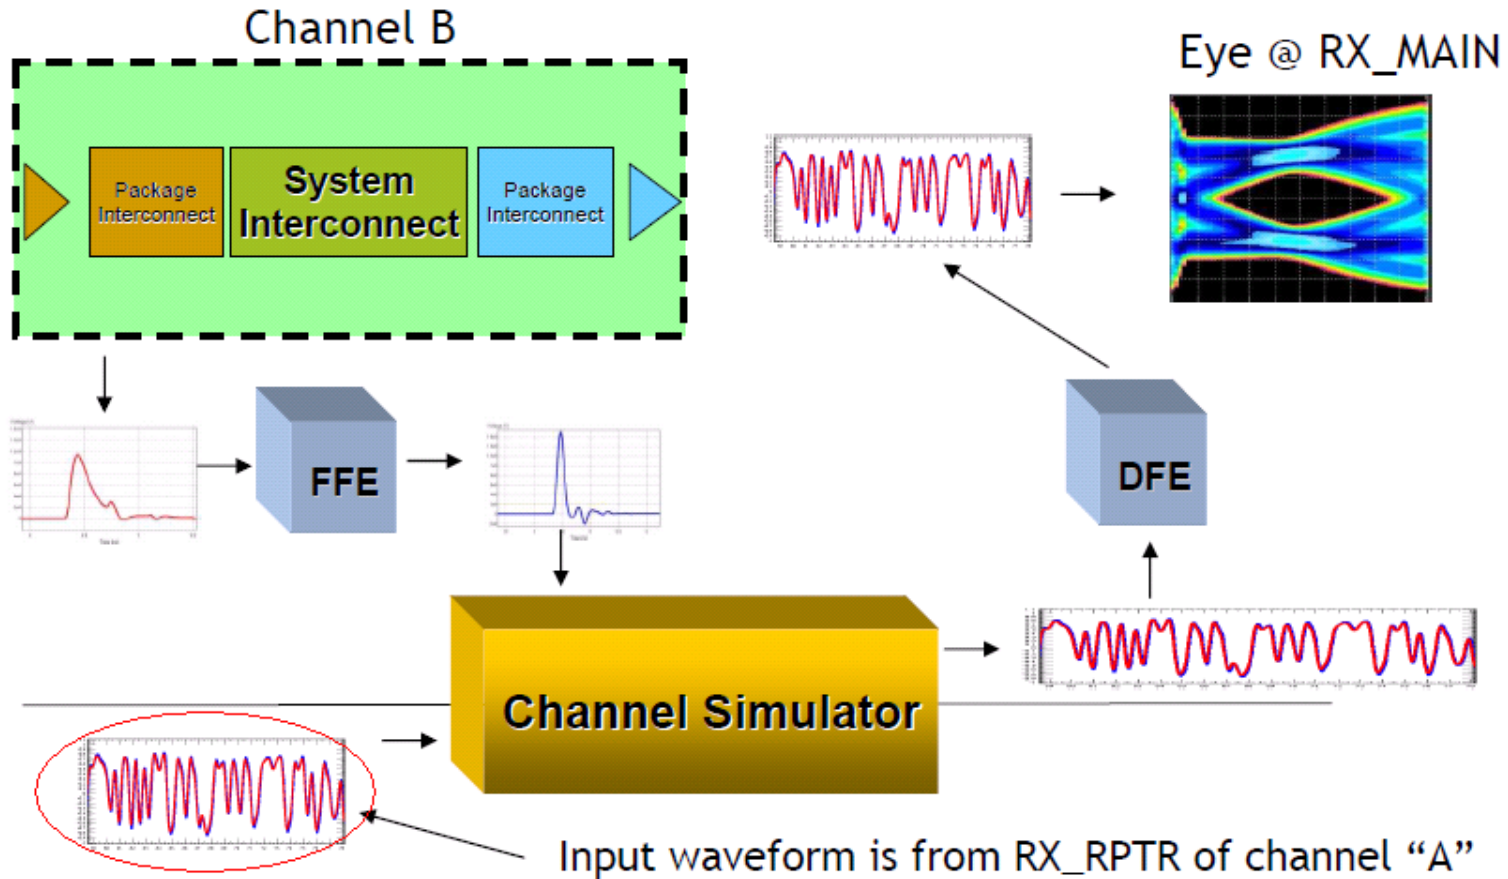 Channel B
Eye @ RX_MAIN
Package
Interconnect
System
Interconnect
Package
Interconnect
FFE
DFE
Channel Simulator
Input waveform is from RX_RPTR of channel “A”